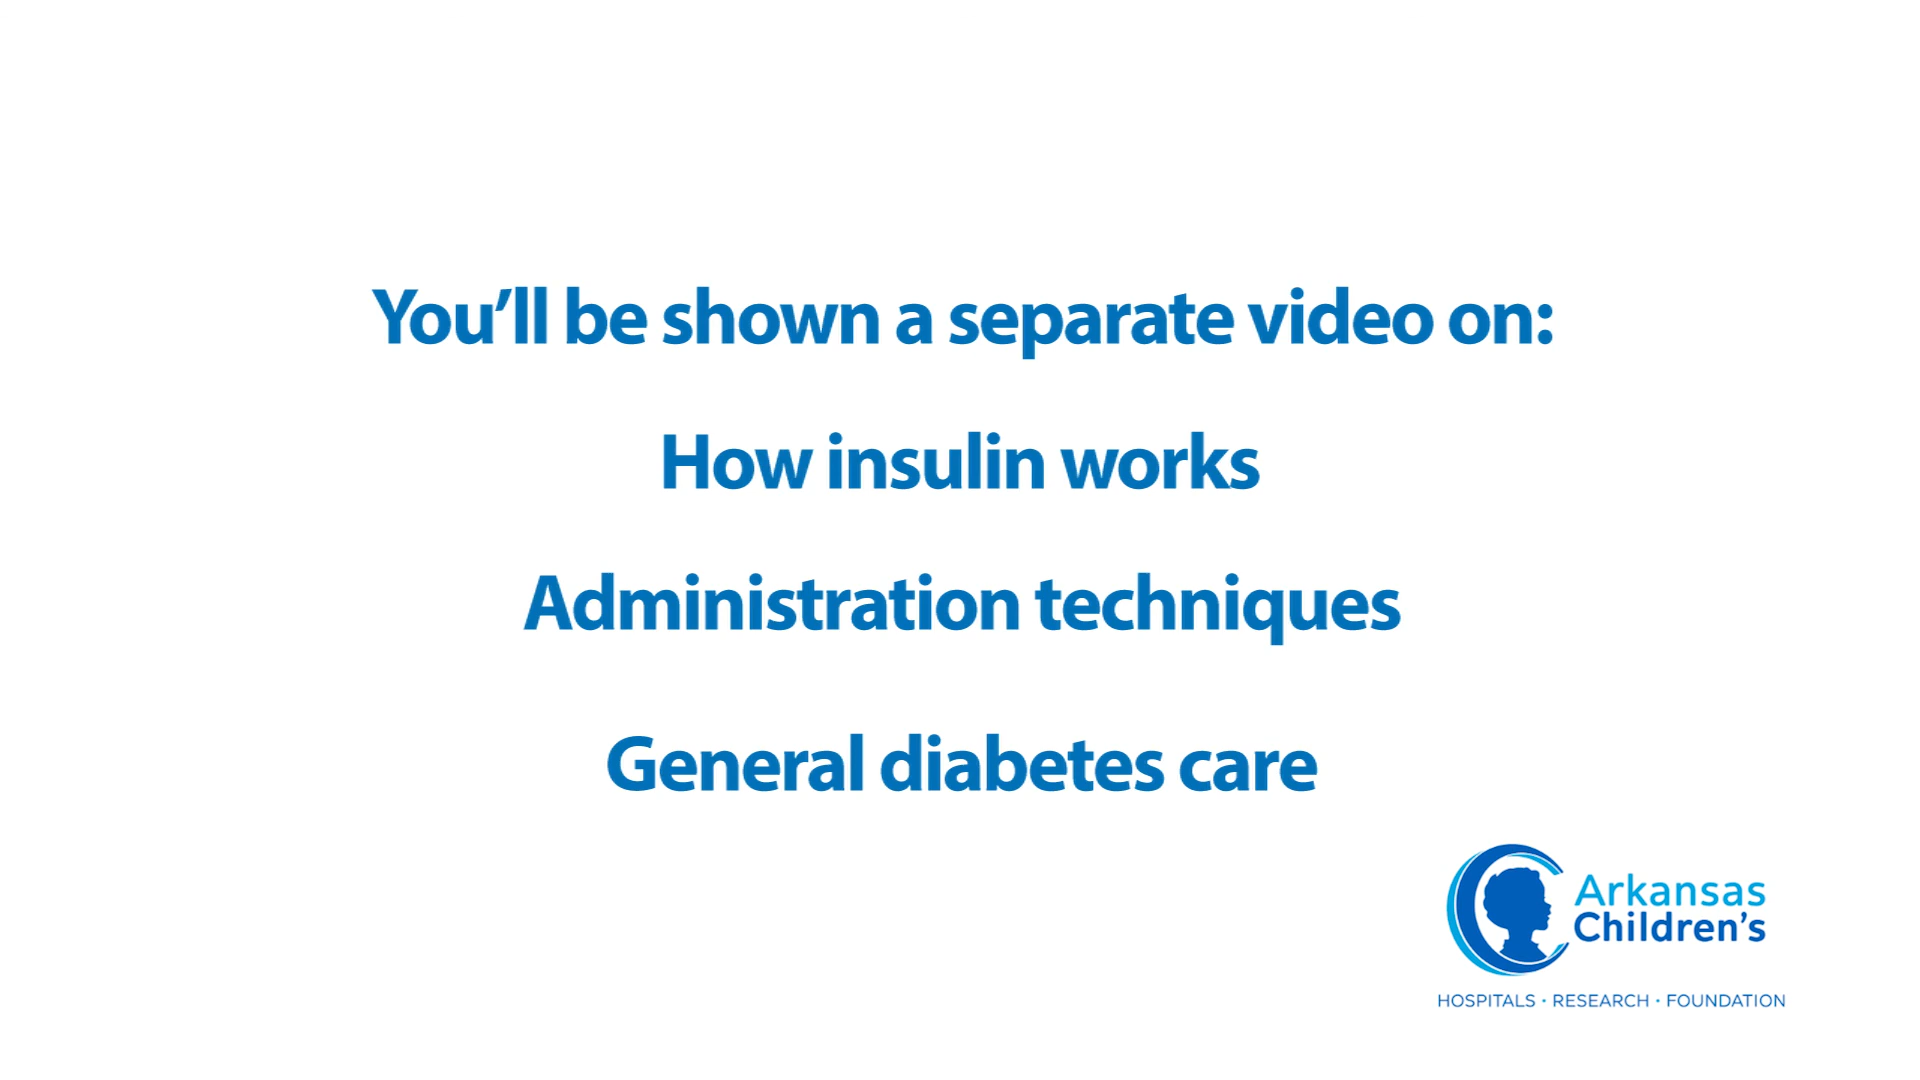 You’ll be shown a separate video on:
How insulin works
Administration techniques
General diabetes care
Arkansas
Children’s
HOSPITALS · RESEARCH · FOUNDATION